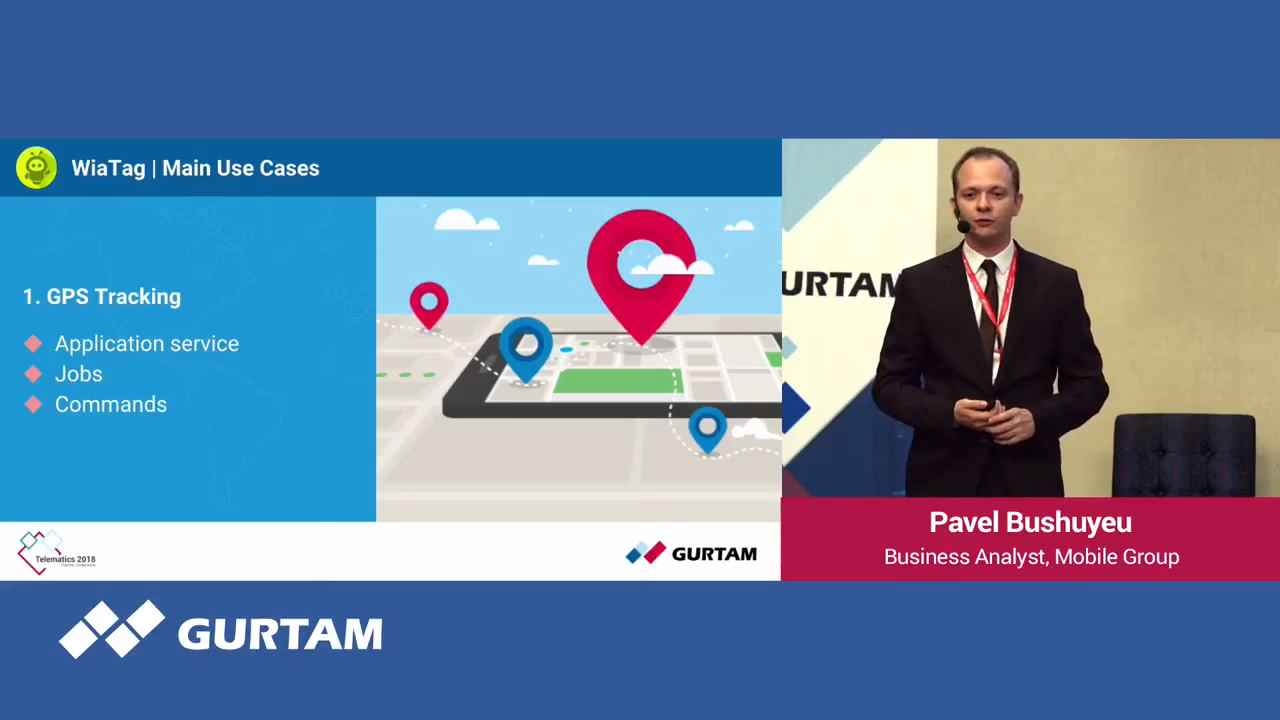 WiaTag | Main Use Cases
1. GPS Tracking
Application service
Jobs
Commands
Telematics 2018
GURTAM
URTAM
Pavel Bushuyeu
Business Analyst, Mobile Group
GURTAM